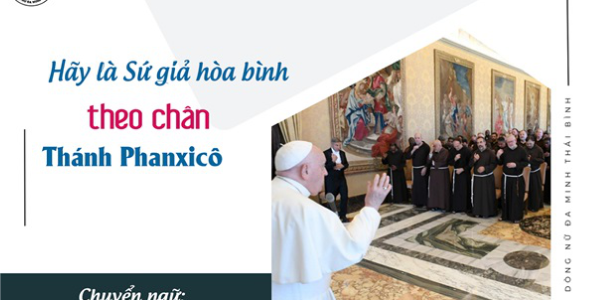 Hãy là Sứ giả hòa bình
theo chân
Thánh Phanxicô
Chuyển ngữ:
DÒNG NỮ ĐA MINH THÁI BÌNH